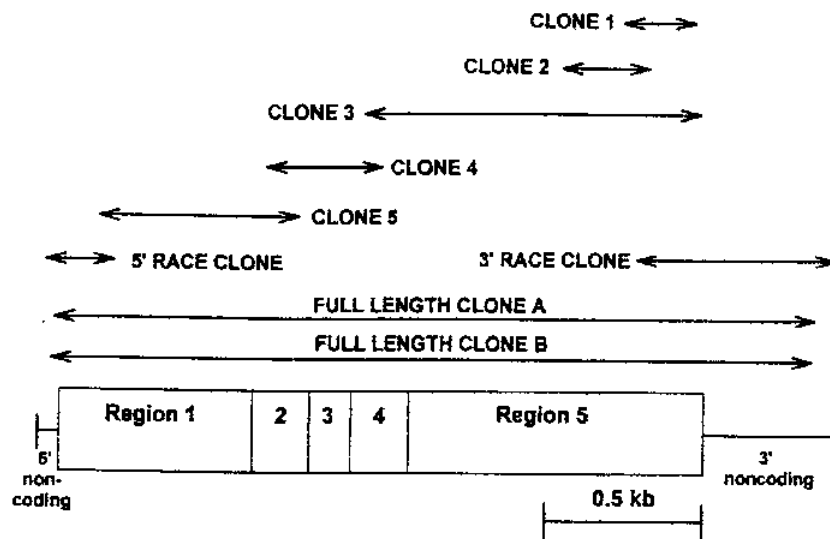 CLONE 1
CLONE 2
CLONE 3
CLONE 4
CLONE 5
5' RACE CLONE 3' RACE CLONE
FULL LENGTH CLONE A
FULL LENGTH CLONE B
Region 1 2 3 4 Region 5
5' 3'
non- noncoding
coding
0.5 kb